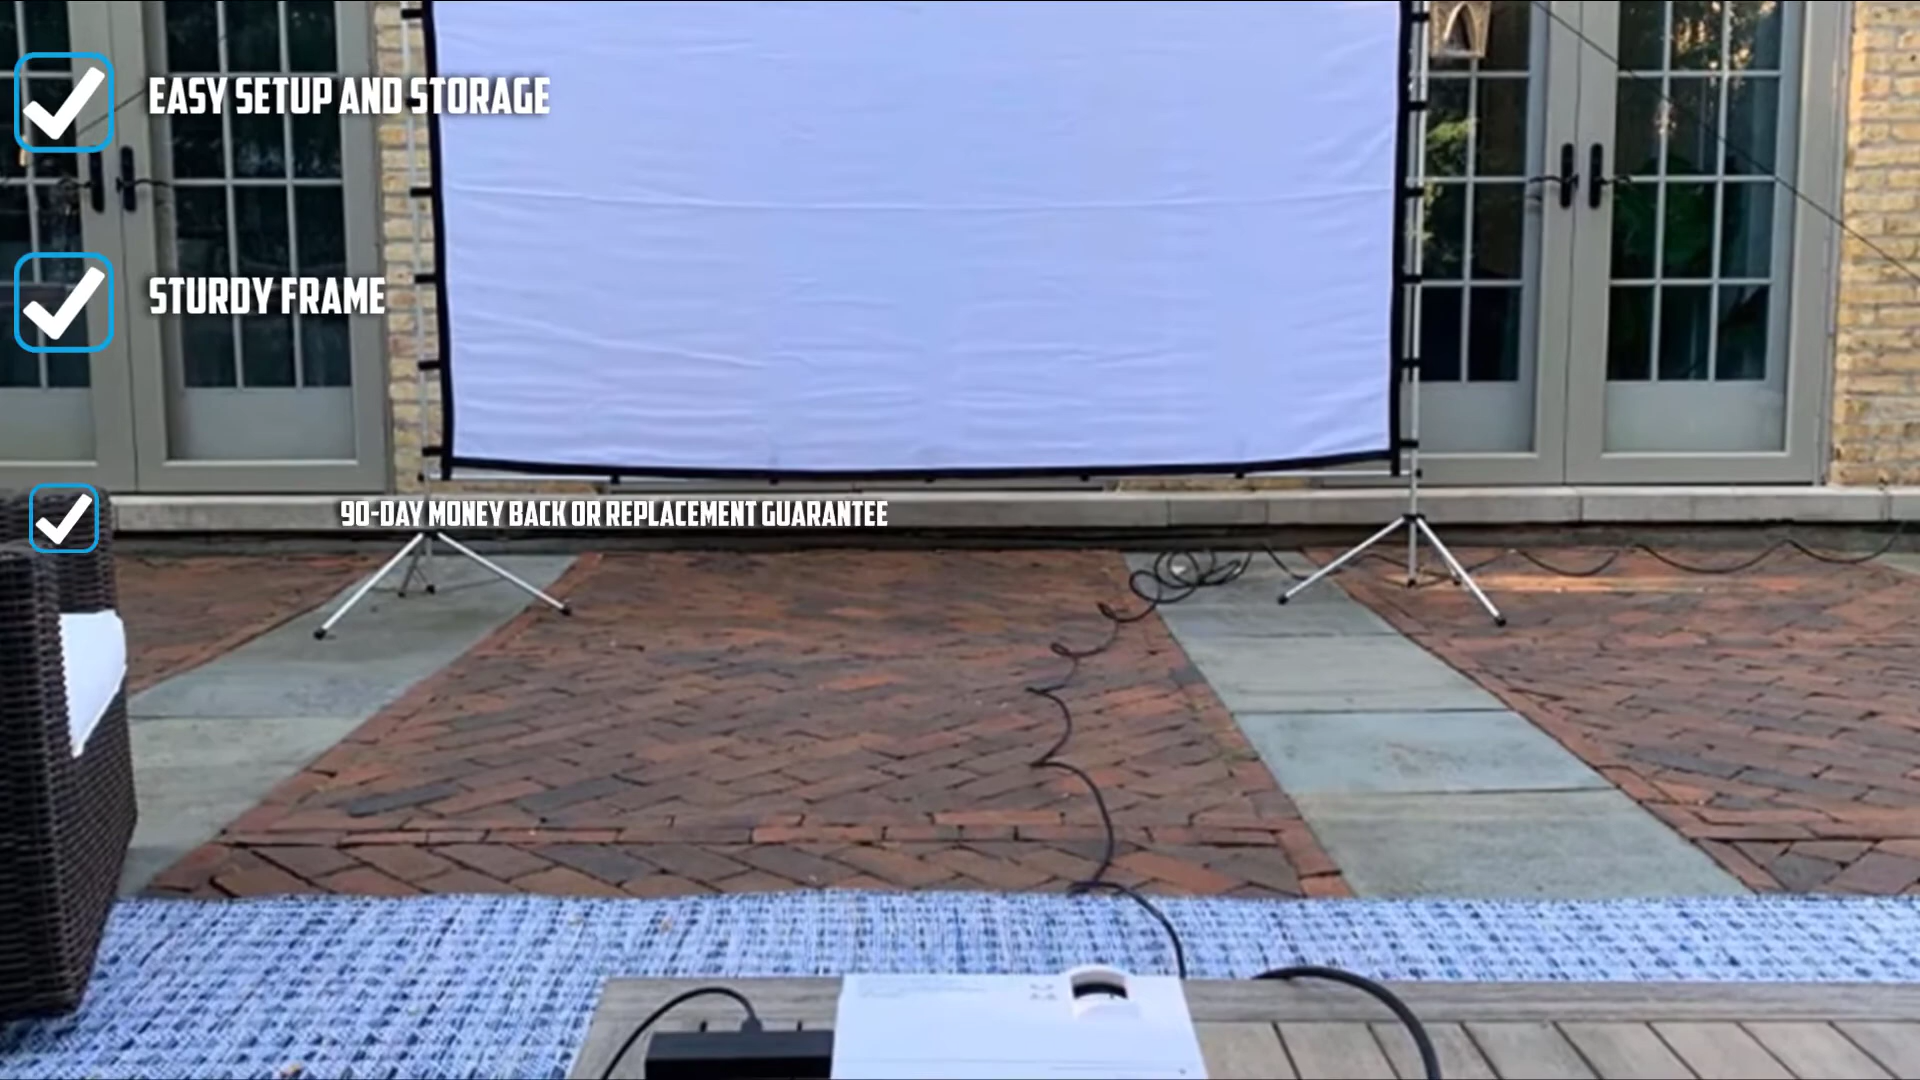 EASY SETUP AND STORAGE
STURDY FRAME
90-DAY MONEY BACK OR REPLACEMENT GUARANTEE